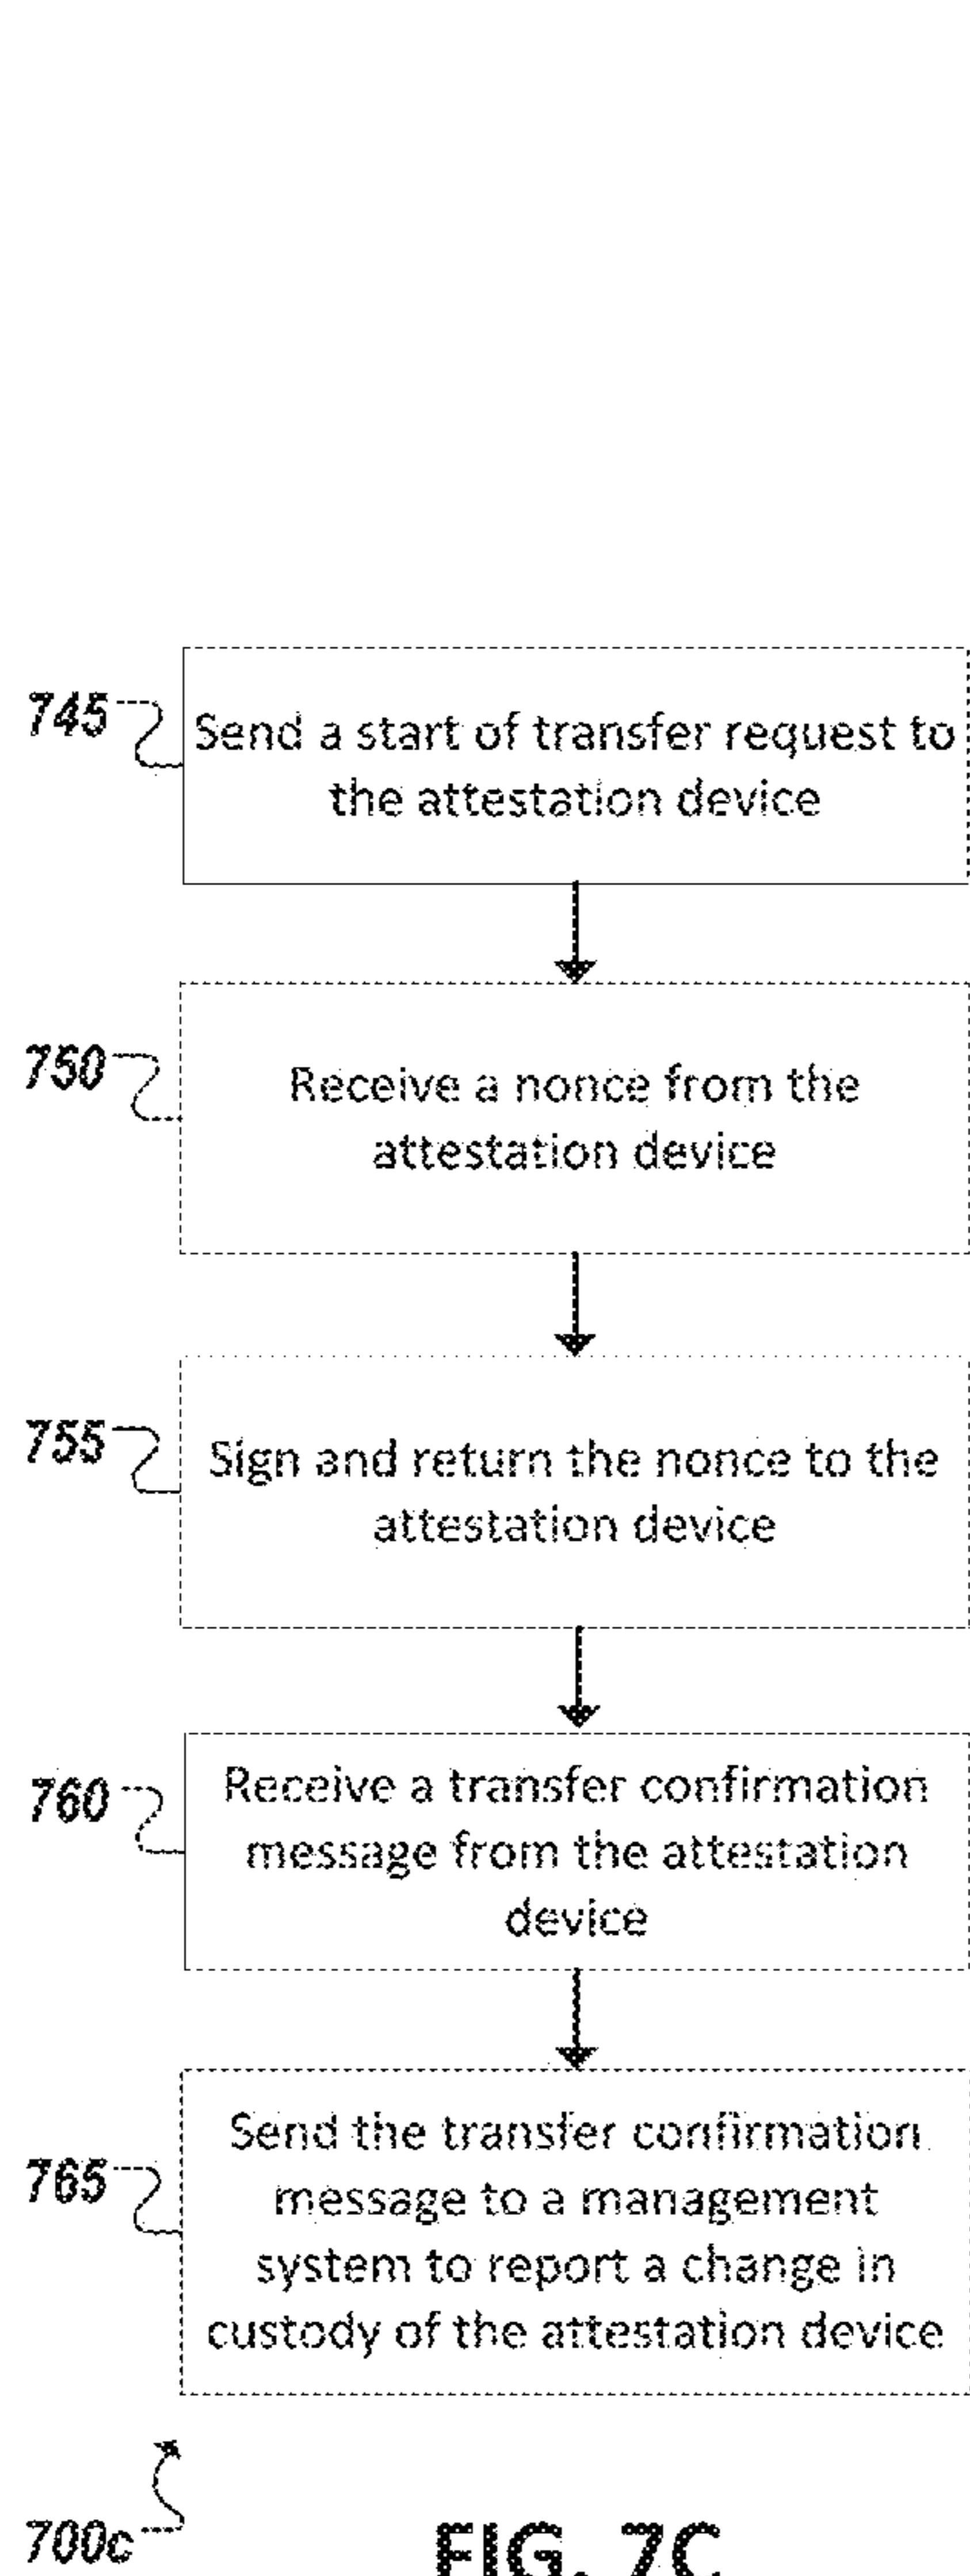 745
Send a start of transfer request to
the attestation device
750
Receive a nonce from the
attestation device
755
Sign and return the nonce to the
attestation device
760
Receive a transfer confirmation
message from the attestation
device
765
Send the transfer confirmation
message to a management
system to report a change in
custody of the attestation device
700c
FIG. 7C